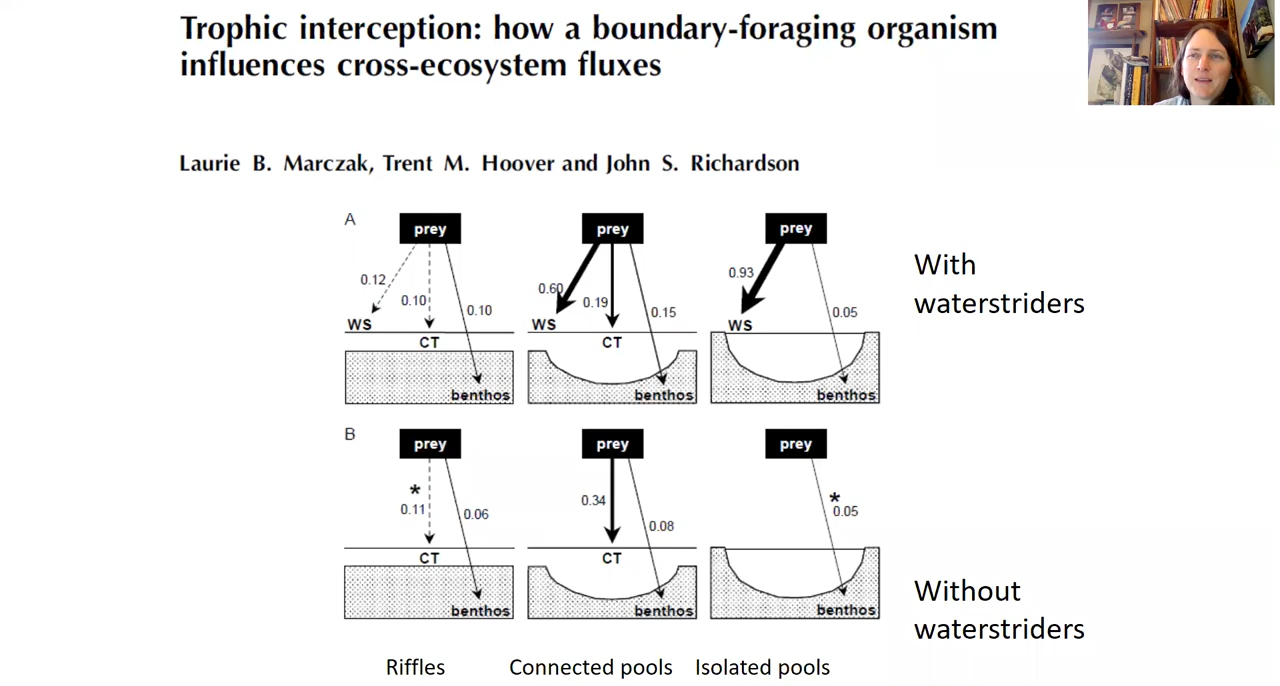 Trophic interception: how a boundary-foraging organism
influences cross-ecosystem fluxes
Laurie B. Marczak, Trent M. Hoover and John S. Richardson
A
prey
prey
prey
0.12
0.10
0.10
0.60
0.19
0.15
0.93
0.05
WS
WS
WS
CT
CT
benthos
benthos
benthos
With
waterstriders
B
prey
prey
prey
*
0.11
0.06
0.34
0.08
*
0.05
CT
CT
benthos
benthos
benthos
Without
waterstriders
Riffles
Connected pools
Isolated pools